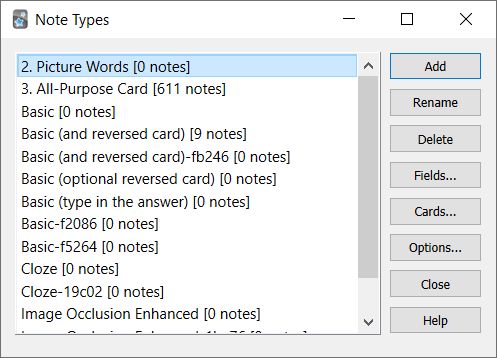 Note Types
2. Picture Words [0 notes]
3. All-Purpose Card [611 notes]
Basic [0 notes]
Basic (and reversed card) [9 notes]
Basic (and reversed card)-fb246 [0 notes]
Basic (optional reversed card) [0 notes]
Basic (type in the answer) [0 notes]
Basic-f2086 [0 notes]
Basic-f5264 [0 notes]
Cloze [0 notes]
Cloze-19c02 [0 notes]
Image Occlusion Enhanced [0 notes]
Add
Rename
Delete
Fields...
Cards...
Options...
Close
Help